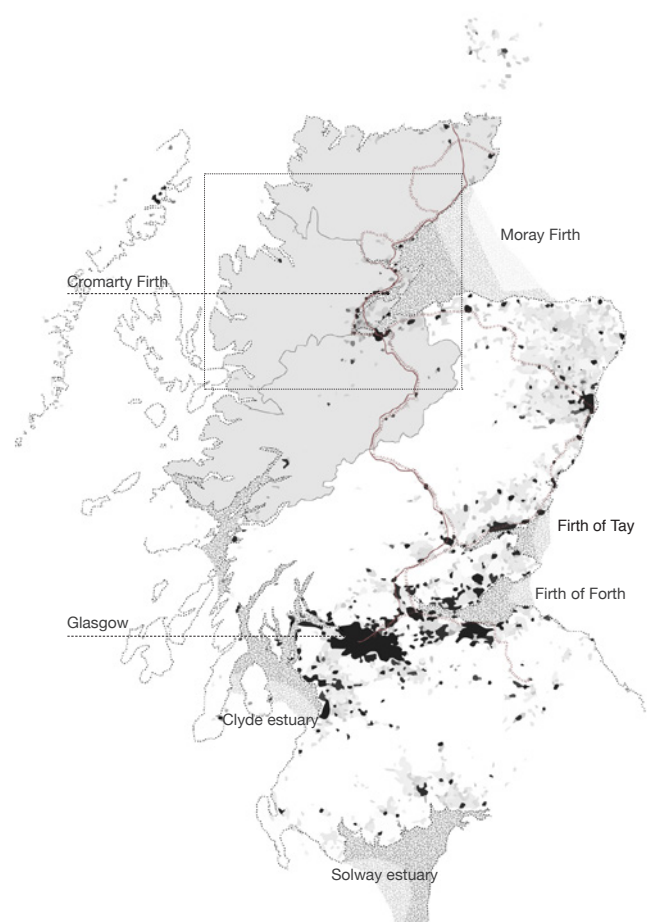 Moray Firth
Cromarty Firth
Firth of Tay
Firth of Forth
Glasgow
Clyde estuary
Solway estuary